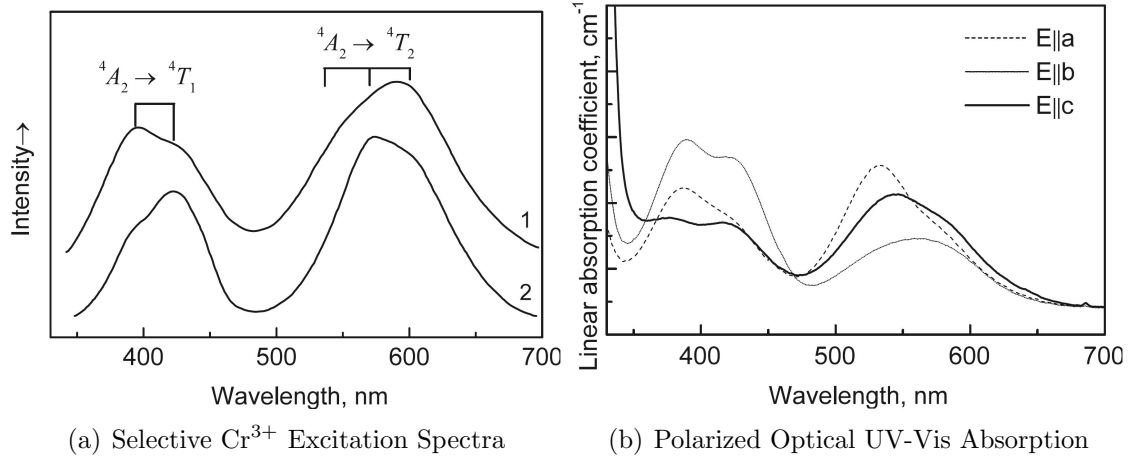 ⁴A₂ → ⁴T₁
⁴A₂ → ⁴T₂
1
2
Intensity→
400 500 600 700
Wavelength, nm
(a) Selective Cr³⁺ Excitation Spectra
E||a
E||b
E||c
Linear absorption coefficient, cm⁻¹
400 500 600 700
Wavelength, nm
(b) Polarized Optical UV-Vis Absorption